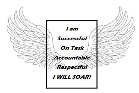 I am
Successful
On Task
Accountable
Respectful
I WILL SOAR!